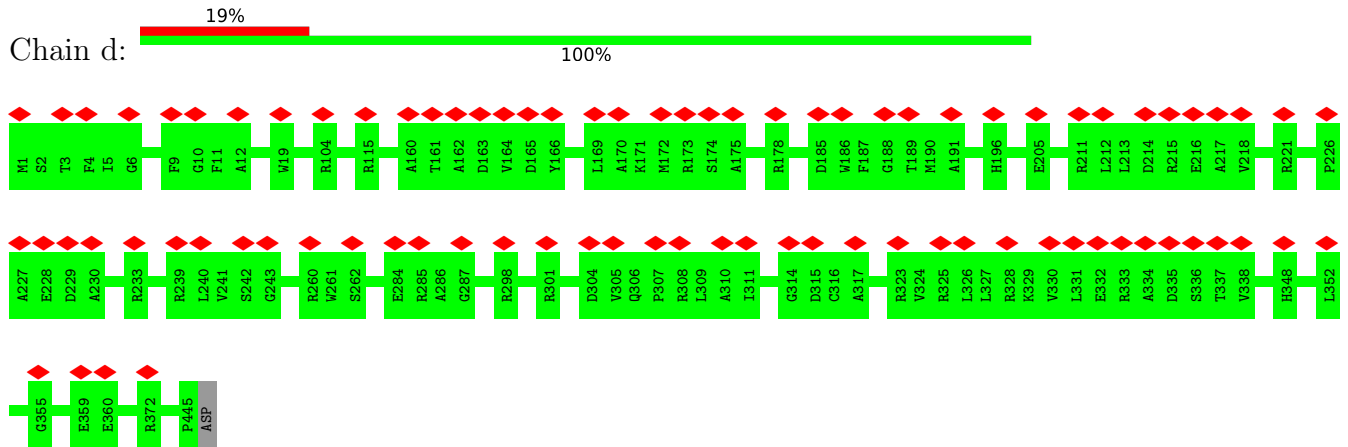 19%
Chain d:
100%
M1 S2 T3 F4 I5 G6 F9 G10 F11 A12 W19 R104 R115 A160 T161 A162 D163 V164 D165 Y166 L169 A170 K171 M172 R173 S174 A175 R178 D185 W186 F187 G188 T189 M190 A191 H196 E205 R211 L212 L213 D214 R215 E216 A217 V218 R221 P226
A227 E228 D229 A230 R233 R239 L240 V241 S242 G243 R260 W261 S262 E284 R285 A286 G287 R298 R301 D304 V305 Q306 P307 R308 L309 A310 I311 G314 D315 C316 A317 R323 V324 R325 L326 L327 R328 K329 V330 L331 E332 R333 A334 D335 S336 T337 V338 H348 L352
G355 E359 E360 R372 P445 ASP